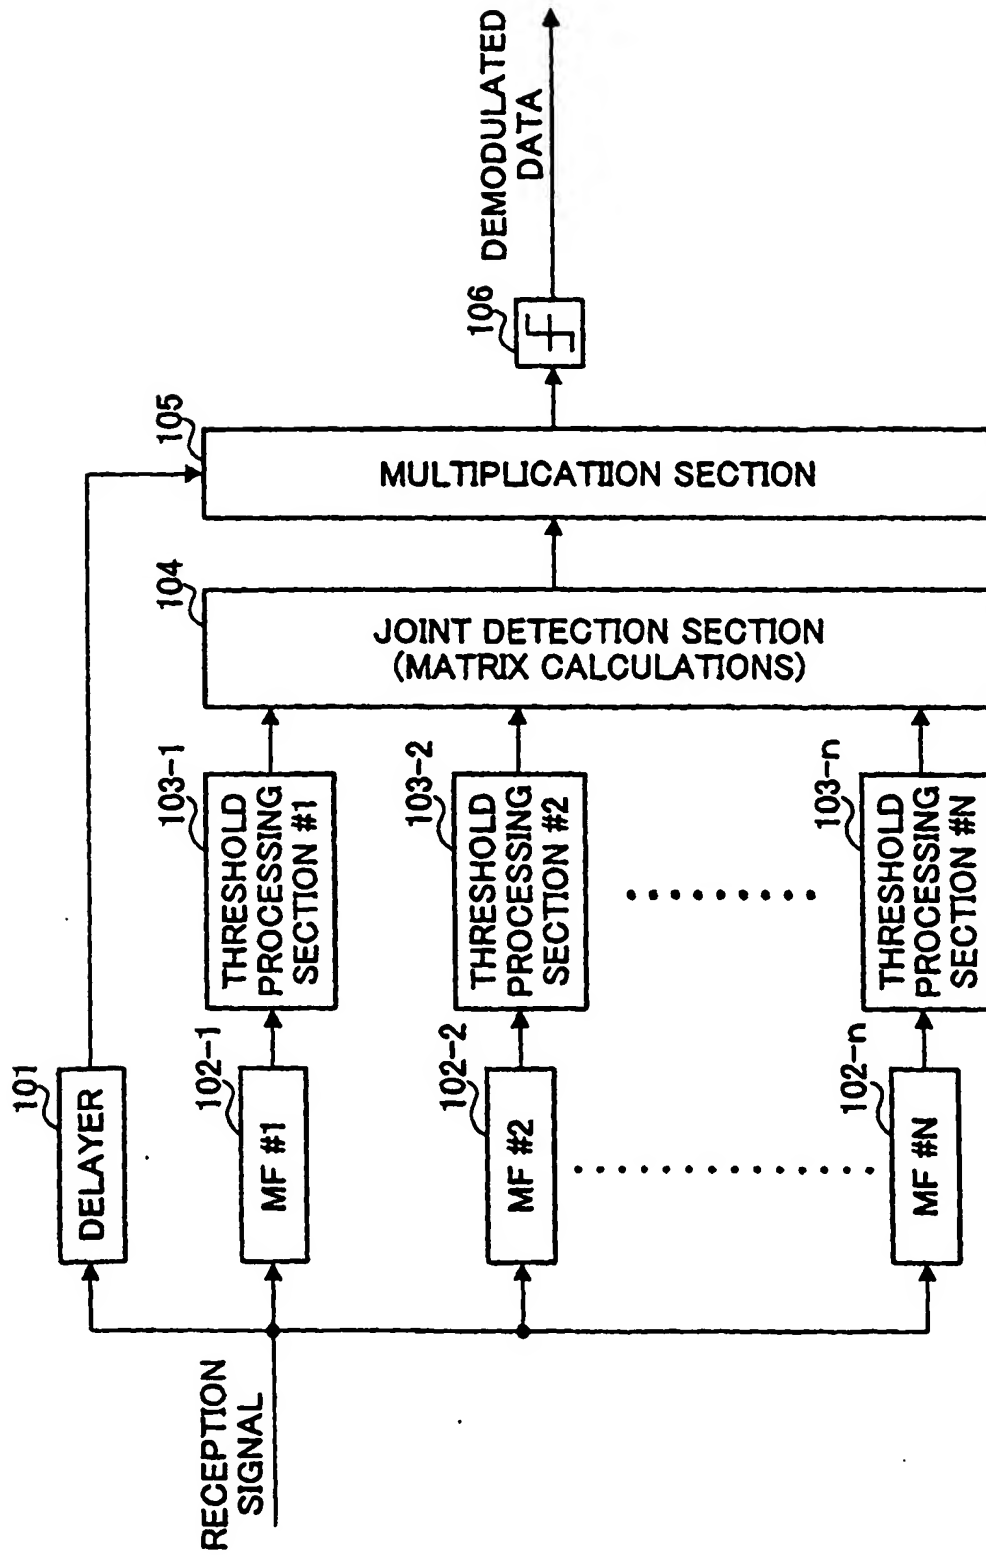 RECEPTION
SIGNAL
101
DELAYER
102-1
MF #1
102-2
MF #2
102-n
MF #N
103-1
THRESHOLD
PROCESSING
SECTION #1
103-2
THRESHOLD
PROCESSING
SECTION #2
103-n
THRESHOLD
PROCESSING
SECTION #N
104
JOINT DETECTION SECTION
(MATRIX CALCULATIONS)
105
MULTIPLICATIION SECTION
106
DEMODULATED
DATA